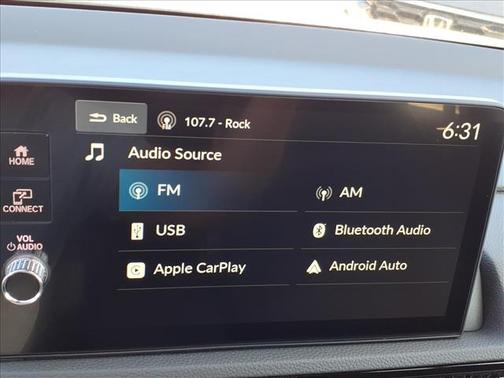 Back
107.7 - Rock
6:31
HOME
Audio Source
FM
AM
CONNECT
USB
Bluetooth Audio
VOL
AUDIO
Apple CarPlay
Android Auto